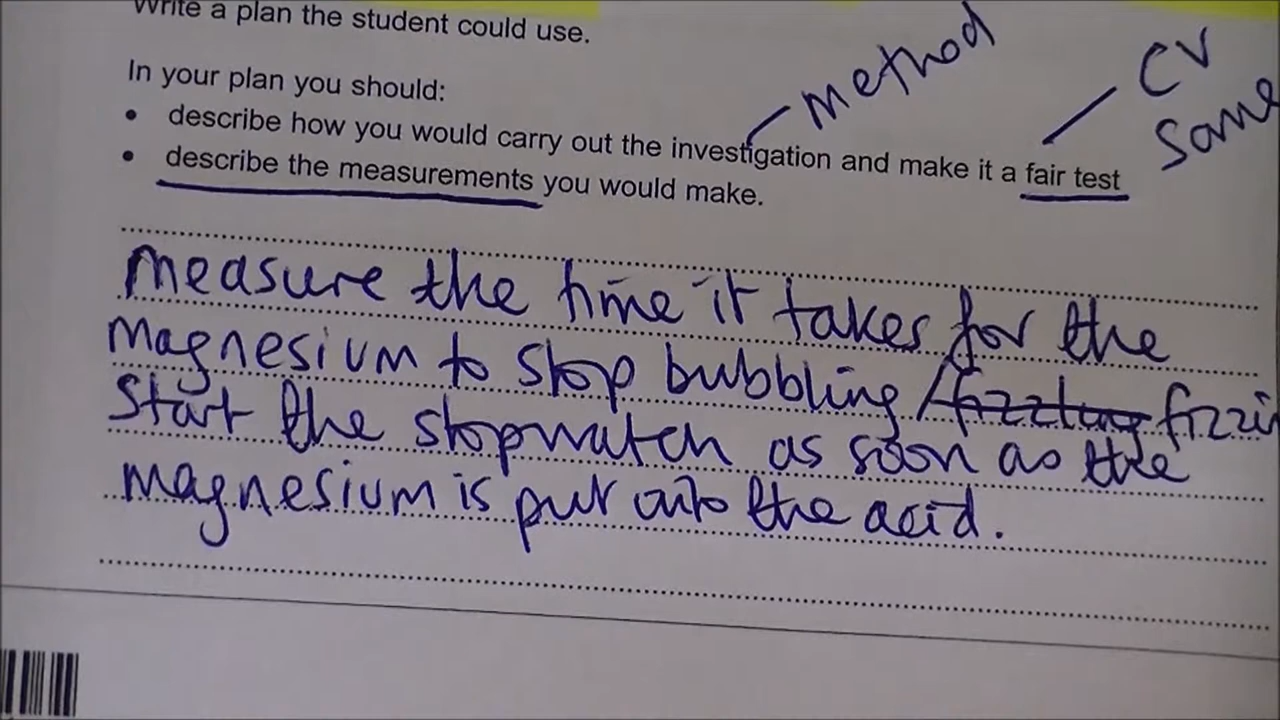 Write a plan the student could use.
In your plan you should:
• describe how you would carry out the investigation and make it a fair test
• describe the measurements you would make.
method
CV
Same
measure the time it takes for the
magnesium to stop bubbling / fizzing
Start the stopwatch as soon as the
magnesium is put into the acid.